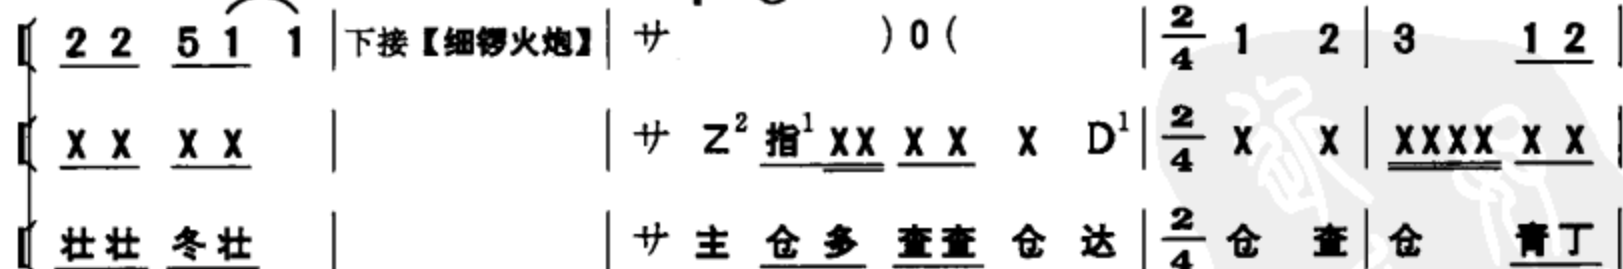 2 2 5 1 1 | 下接【细锣火炮】 | サ ) 0 ( | 2/4 1 2 | 3 1 2 |
X X X X | | サ Z² 指¹ XX X X X D¹ | 2/4 X X | XXXX X X |
壮壮 冬壮 | | サ 主 仓多 查查 仓 达 | 2/4 仓 查 | 仓 青丁 |